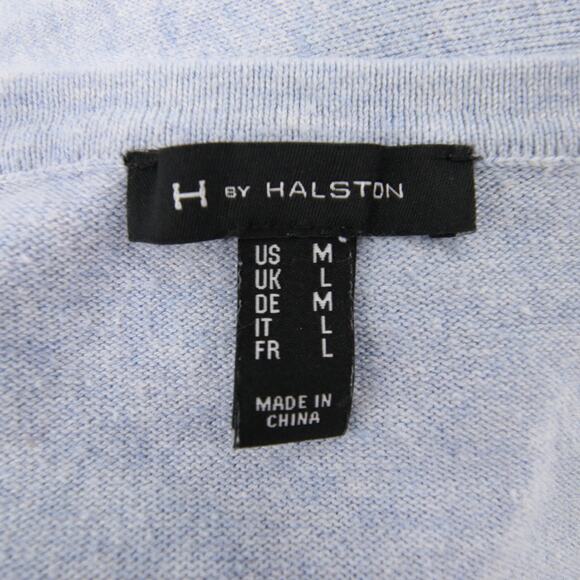 H BY HALSTON
US M
UK L
DE M
IT L
FR L
MADE IN
CHINA